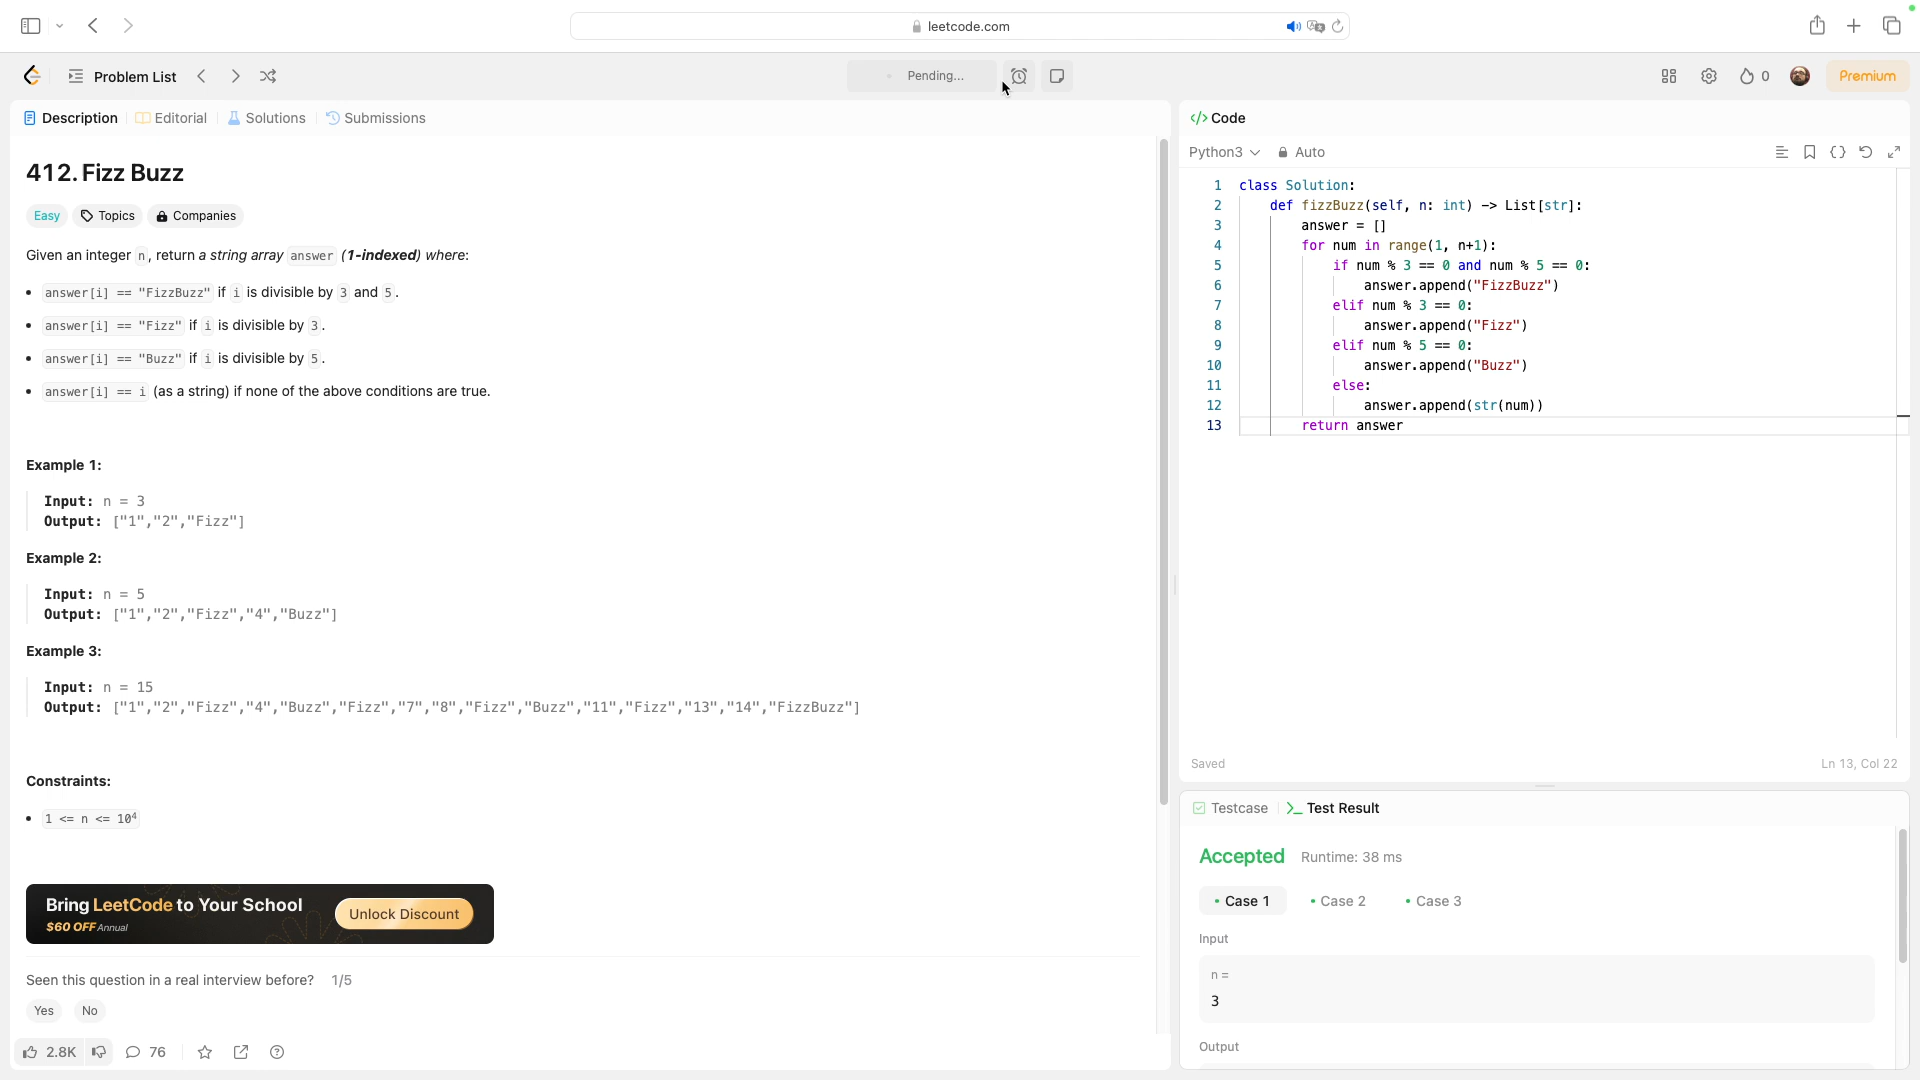 leetcode.com
Problem List
Pending...
0
Premium
Description
Editorial
Solutions
Submissions
412. Fizz Buzz
Easy
Topics
Companies
Given an integer n, return a string array answer (1-indexed) where:
• answer[i] == "FizzBuzz" if i is divisible by 3 and 5.
• answer[i] == "Fizz" if i is divisible by 3.
• answer[i] == "Buzz" if i is divisible by 5.
• answer[i] == i (as a string) if none of the above conditions are true.
Example 1:
Input: n = 3
Output: ["1","2","Fizz"]
Example 2:
Input: n = 5
Output: ["1","2","Fizz","4","Buzz"]
Example 3:
Input: n = 15
Output: ["1","2","Fizz","4","Buzz","Fizz","7","8","Fizz","Buzz","11","Fizz","13","14","FizzBuzz"]
Constraints:
• 1 <= n <= 10⁴
Bring LeetCode to Your School
$60 OFF Annual
Unlock Discount
Seen this question in a real interview before? 1/5
Yes
No
2.8K
76
</> Code
Python3
Auto
1 class Solution:
2     def fizzBuzz(self, n: int) -> List[str]:
3         answer = []
4         for num in range(1, n+1):
5             if num % 3 == 0 and num % 5 == 0:
6                 answer.append("FizzBuzz")
7             elif num % 3 == 0:
8                 answer.append("Fizz")
9             elif num % 5 == 0:
10                 answer.append("Buzz")
11             else:
12                 answer.append(str(num))
13         return answer
Saved
Ln 13, Col 22
Testcase
>_ Test Result
Accepted
Runtime: 38 ms
• Case 1
• Case 2
• Case 3
Input
n =
3
Output